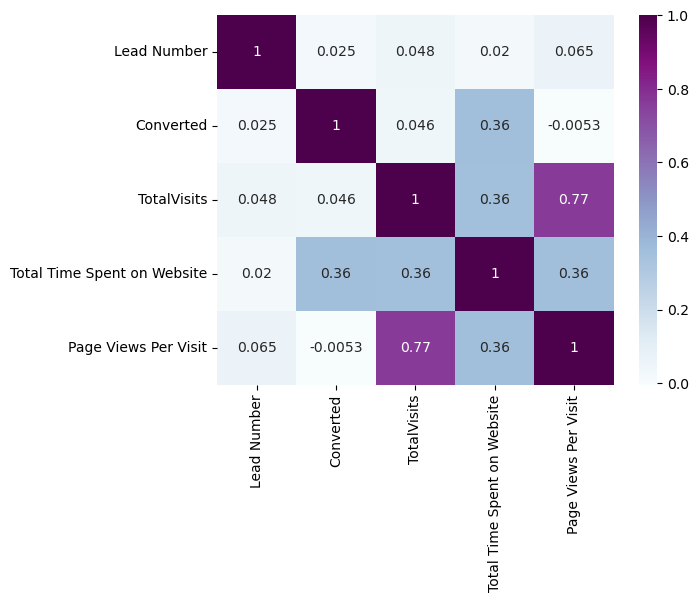 Lead Number 1 0.025 0.048 0.02 0.065
Converted 0.025 1 0.046 0.36 -0.0053
TotalVisits 0.048 0.046 1 0.36 0.77
Total Time Spent on Website 0.02 0.36 0.36 1 0.36
Page Views Per Visit 0.065 -0.0053 0.77 0.36 1
Lead Number
Converted
TotalVisits
Total Time Spent on Website
Page Views Per Visit
1.0
0.8
0.6
0.4
0.2
0.0